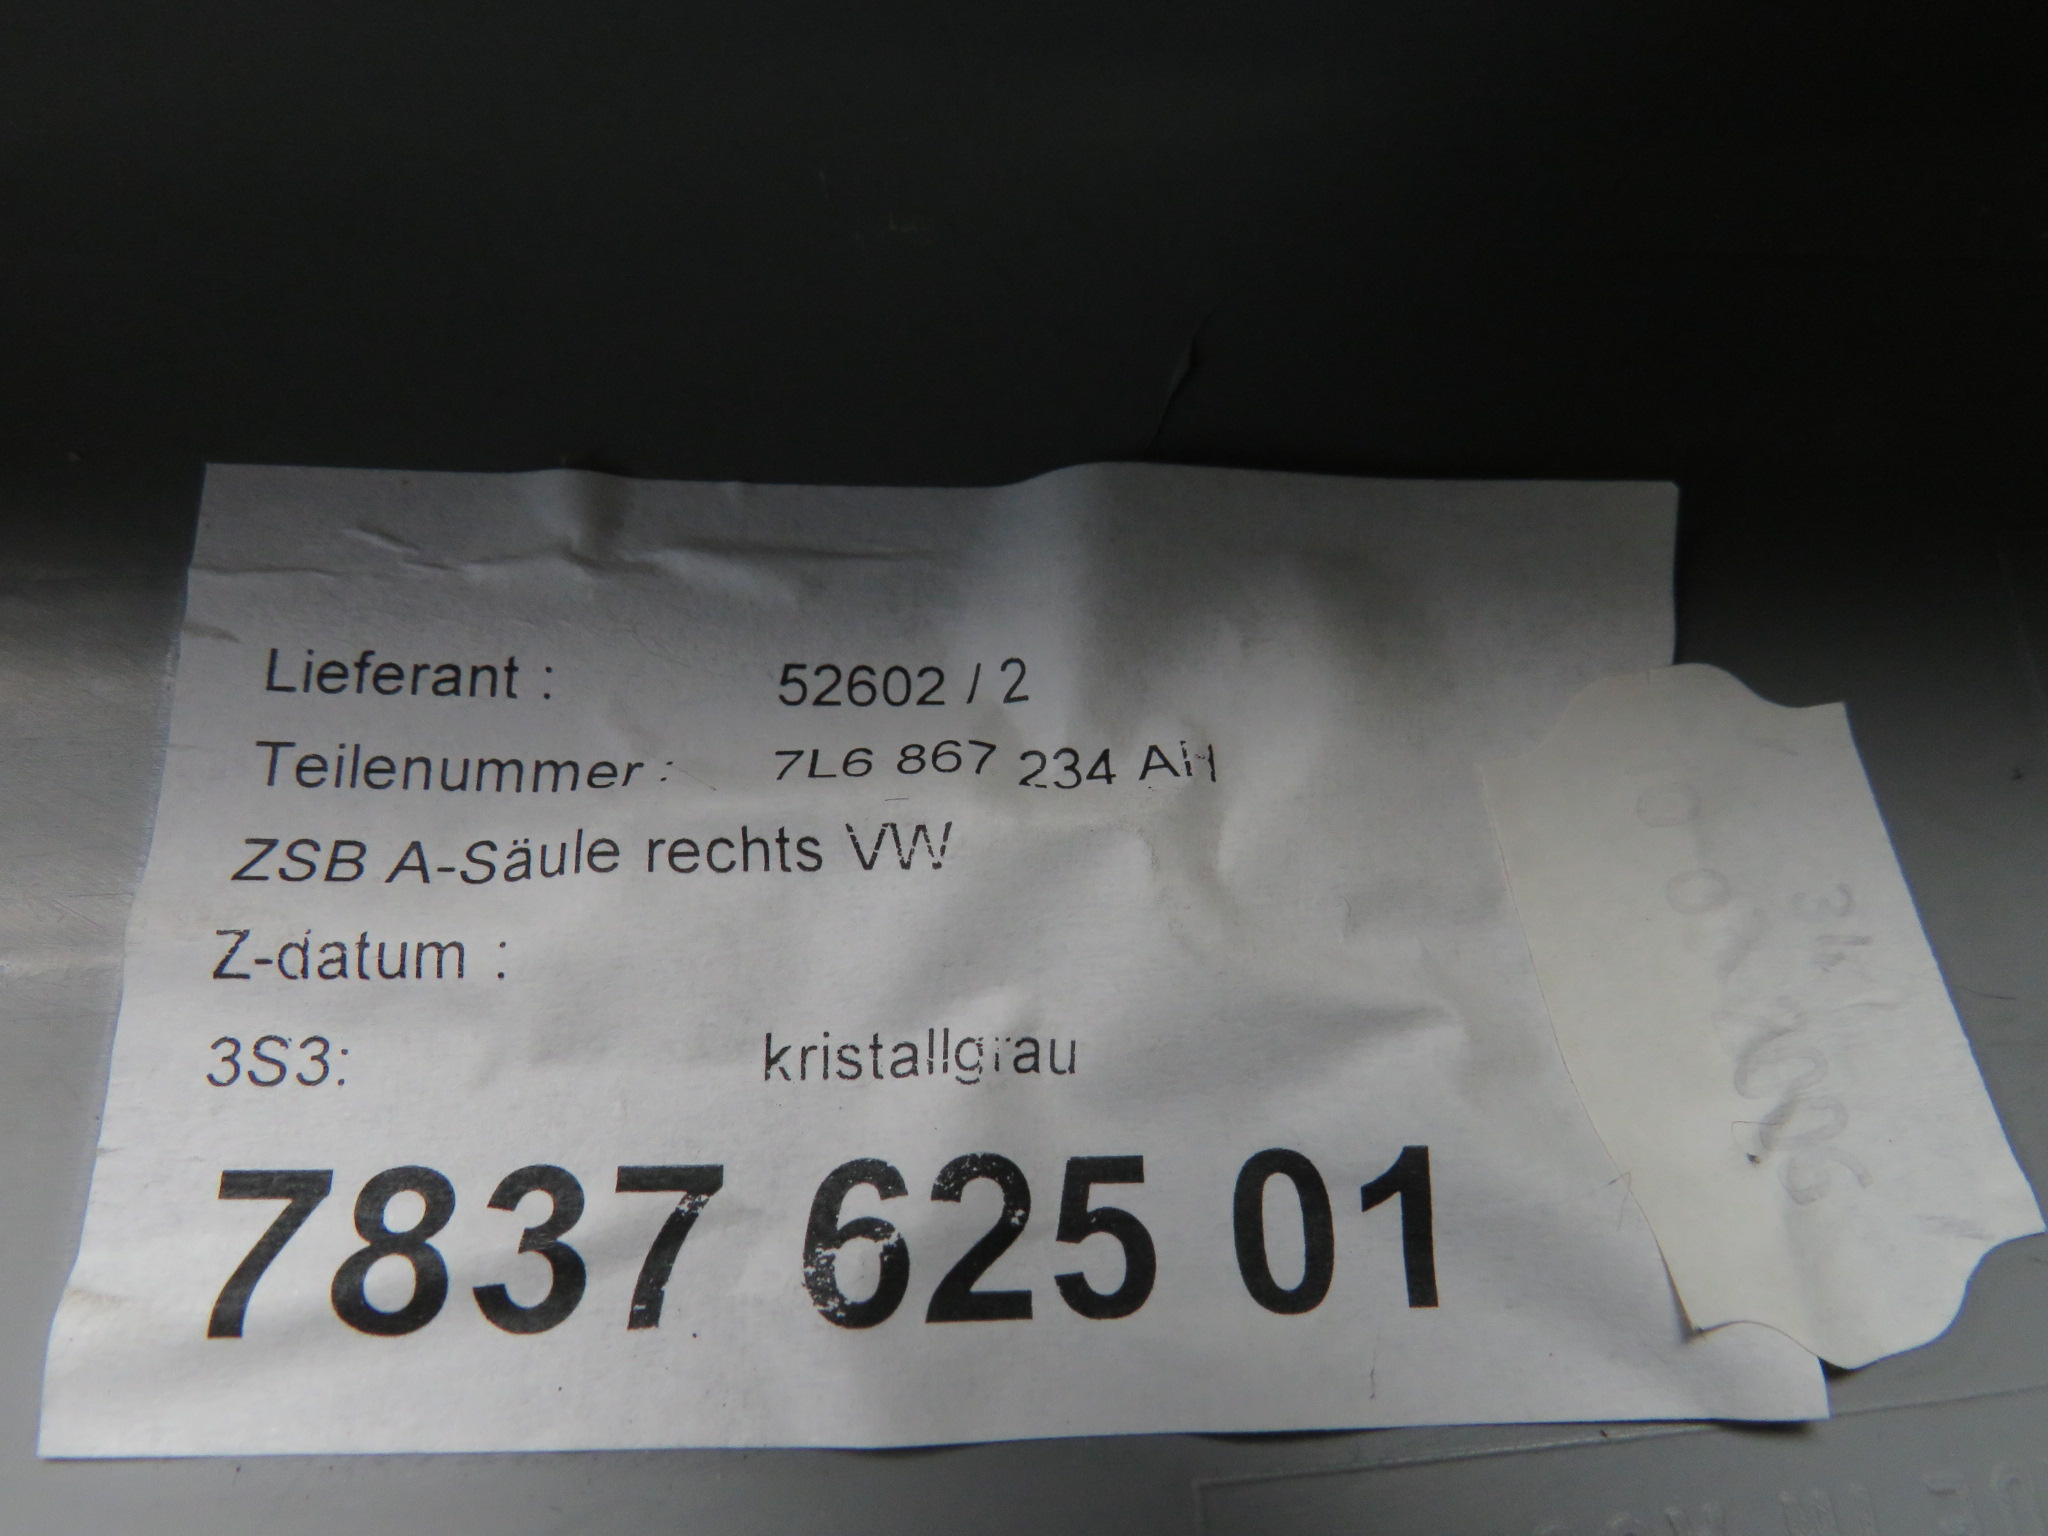 Lieferant : 52602 / 2
Teilenummer : 7L6 867 234 AH
ZSB A-Säule rechts VW
Z-datum :
3S3: kristallgrau
7837 625 01